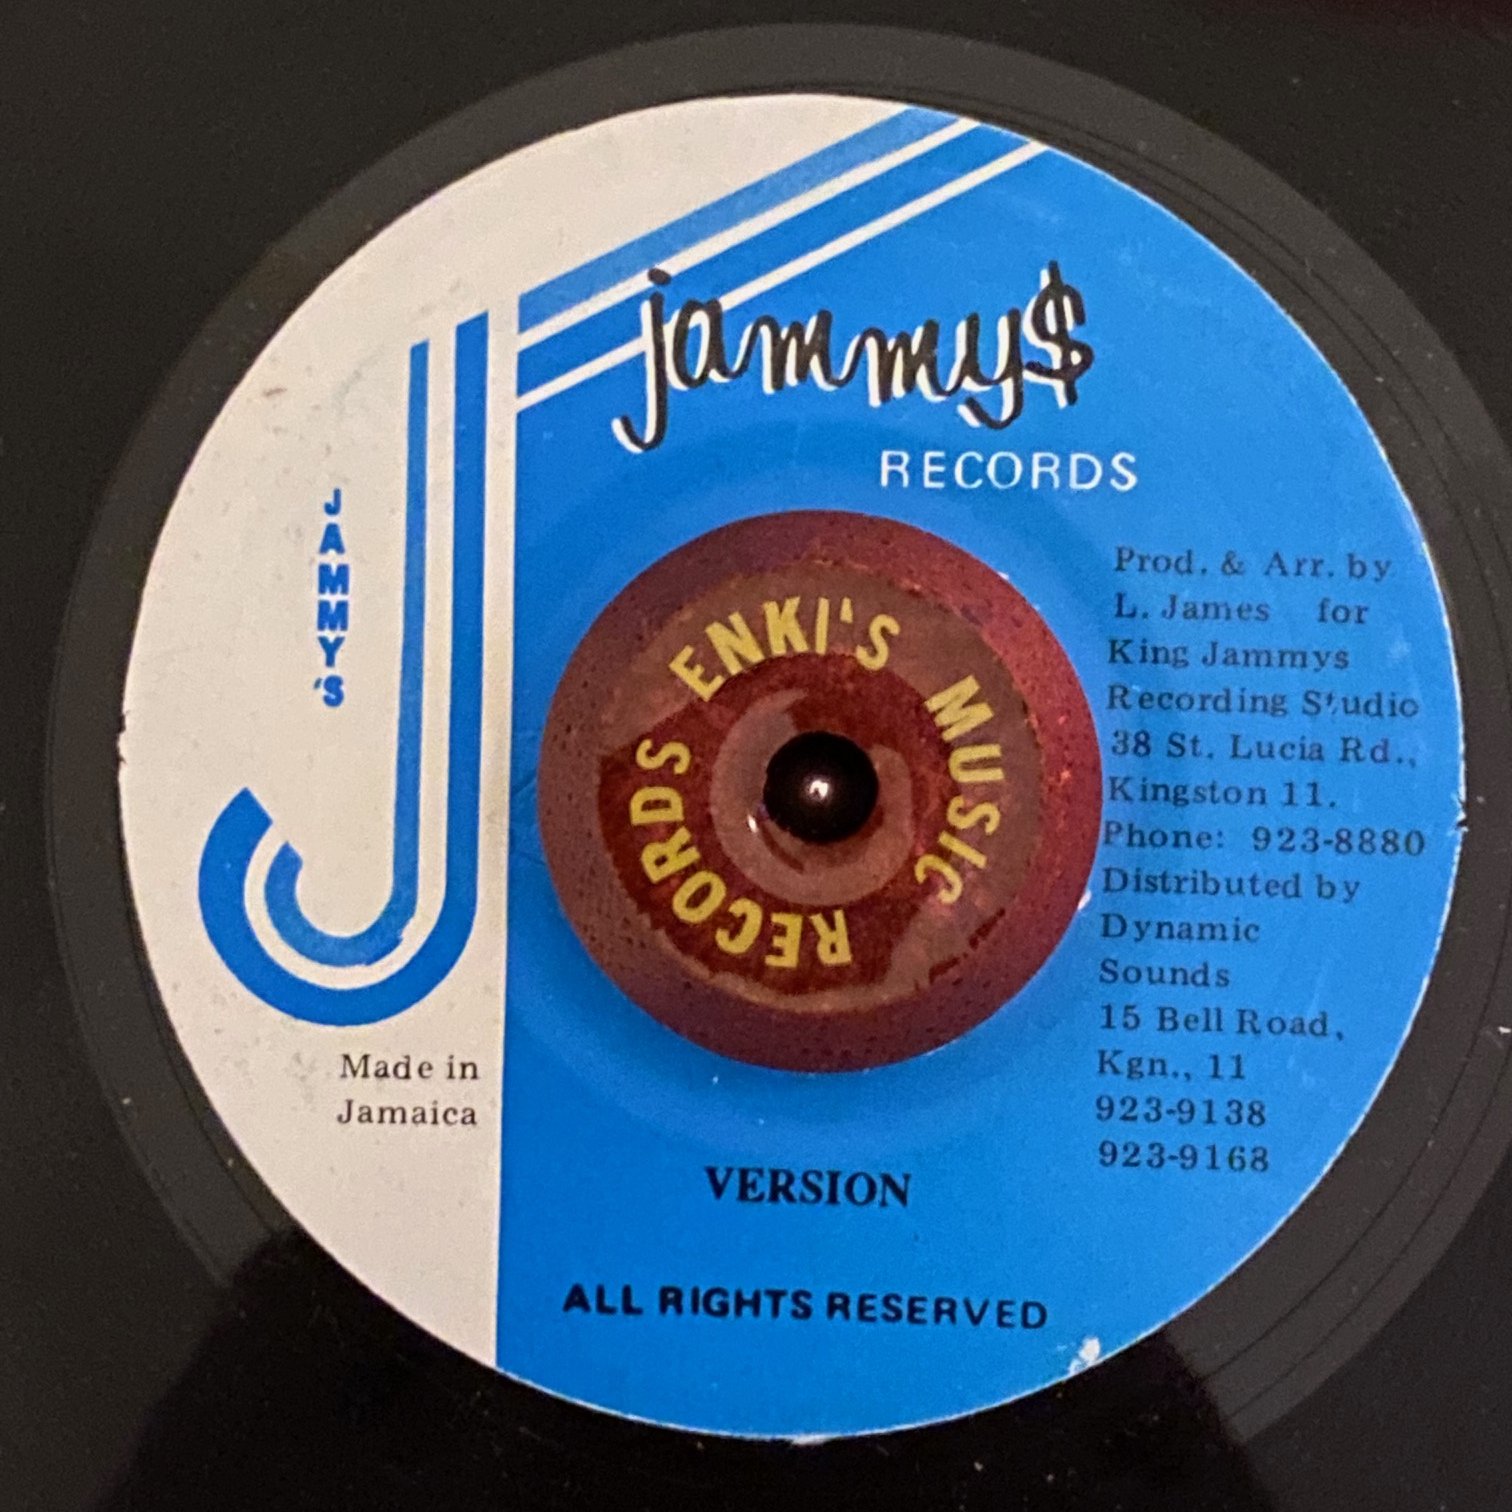 jammy$
RECORDS
JAMMY'S
ENKI'S MUSIC RECORDS
Prod. & Arr. by
L. James for
King Jammys
Recording Studio
38 St. Lucia Rd.,
Kingston 11.
Phone: 923-8880
Distributed by
Dynamic
Sounds
15 Bell Road,
Kgn., 11
923-9138
923-9168
Made in
Jamaica
VERSION
ALL RIGHTS RESERVED